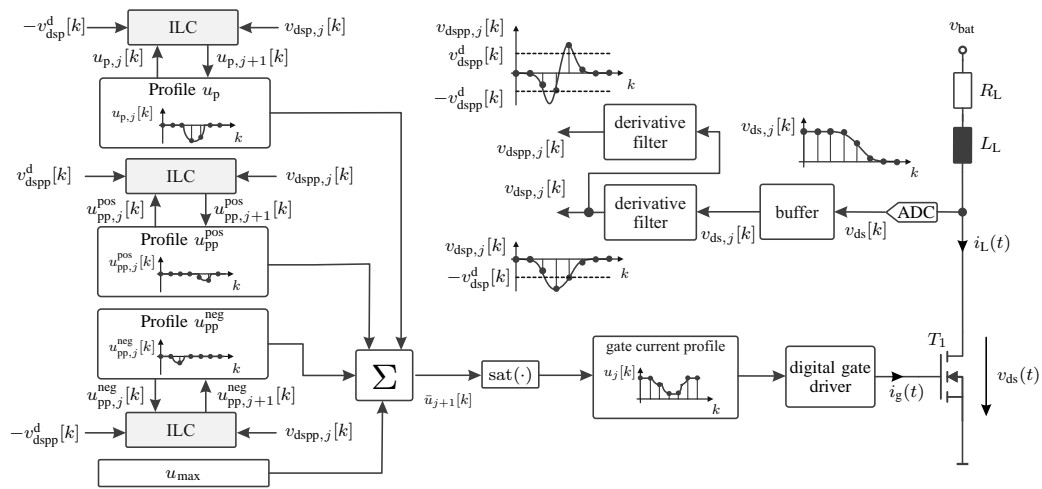 −v^d_dsp[k]
ILC
v_dsp,j[k]
u_p,j[k]
u_p,j+1[k]
Profile u_p
u_p,j[k]
k
v^d_dspp[k]
ILC
v_dspp,j[k]
u^pos_pp,j[k]
u^pos_pp,j+1[k]
Profile u^pos_pp
u^pos_pp,j[k]
k
Profile u^neg_pp
u^neg_pp,j[k]
k
u^neg_pp,j[k]
u^neg_pp,j+1[k]
−v^d_dspp[k]
ILC
v_dspp,j[k]
u_max
Σ
ū_j+1[k]
sat(·)
gate current profile
u_j[k]
k
digital gate
driver
i_g(t)
v_dspp,j[k]
v^d_dspp[k]
−v^d_dspp[k]
k
derivative
filter
v_dspp,j[k]
v_dsp,j[k]
derivative
filter
v_ds,j[k]
buffer
v_ds[k]
ADC
v_ds,j[k]
k
v_dsp,j[k]
−v^d_dsp[k]
k
v_bat
R_L
L_L
i_L(t)
T_1
v_ds(t)